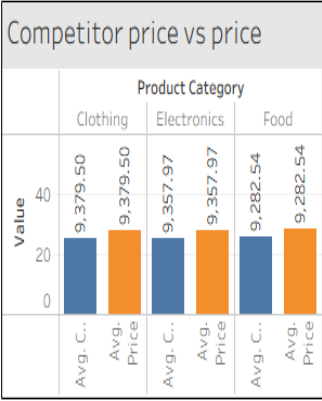 Competitor price vs price
Product Category
Clothing Electronics Food
9,379.50 9,379.50 9,357.97 9,357.97 9,282.54 9,282.54
Value
40
20
0
Avg. C.. Avg. Price Avg. C.. Avg. Price Avg. C.. Avg. Price